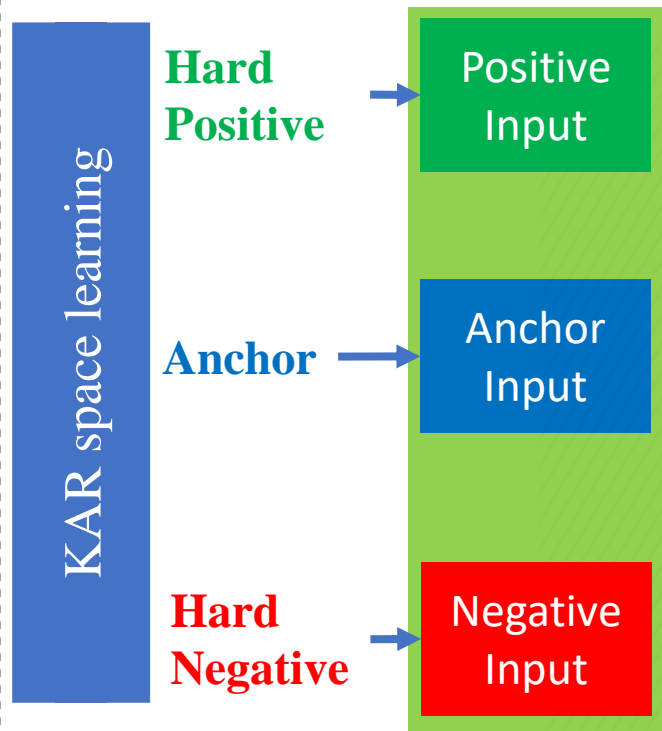 KAR space learning
Hard
Positive
Positive
Input
Anchor
Anchor
Input
Hard
Negative
Negative
Input